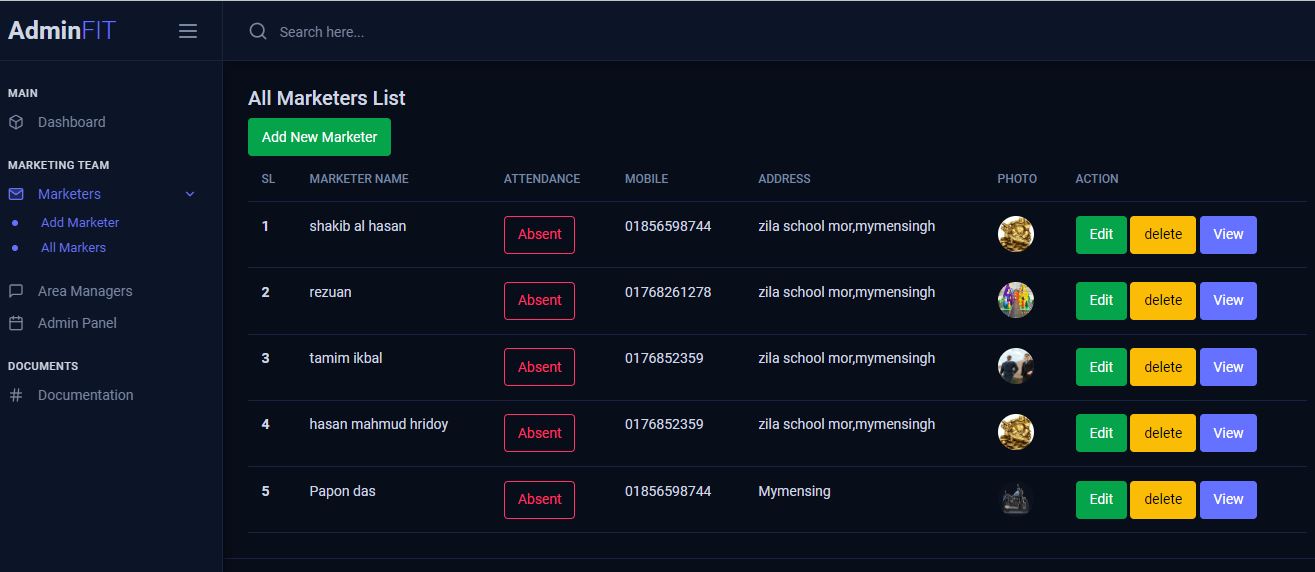 AdminFIT
Search here...
MAIN
Dashboard
MARKETING TEAM
Marketers
Add Marketer
All Markers
Area Managers
Admin Panel
DOCUMENTS
Documentation
All Marketers List
Add New Marketer
SL MARKETER NAME ATTENDANCE MOBILE ADDRESS PHOTO ACTION
1 shakib al hasan Absent 01856598744 zila school mor,mymensingh Edit delete View
2 rezuan Absent 01768261278 zila school mor,mymensingh Edit delete View
3 tamim ikbal Absent 0176852359 zila school mor,mymensingh Edit delete View
4 hasan mahmud hridoy Absent 0176852359 zila school mor,mymensingh Edit delete View
5 Papon das Absent 01856598744 Mymensing Edit delete View